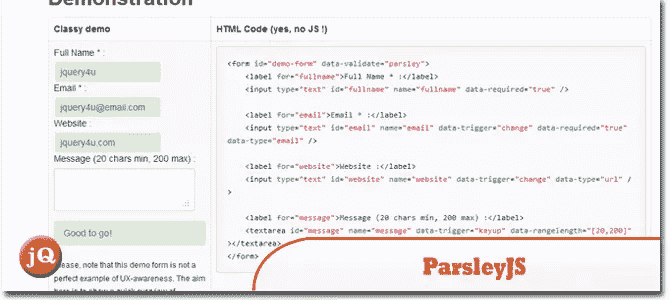 Demonstration
Classy demo
HTML Code (yes, no JS !)
Full Name * :
jquery4u
Email * :
jquery4u@email.com
Website :
jquery4u.com
Message (20 chars min, 200 max) :
Good to go!
Please, note that this demo form is not a
perfect example of UX-awareness. The aim
here is to show a quick overview of
<form id="demo-form" data-validate="parsley">
<label for="fullname">Full Name * :</label>
<input type="text" id="fullname" name="fullname" data-required="true" />
<label for="email">Email * :</label>
<input type="text" id="email" name="email" data-trigger="change" data-required="true"
data-type="email" />
<label for="website">Website :</label>
<input type="text" id="website" name="website" data-trigger="change" data-type="url" /
>
<label for="message">Message (20 chars min, 200 max) :</label>
<textarea id="message" name="message" data-trigger="keyup" data-rangelength="[20,200]"
></textarea>
</form>
jQ
ParsleyJS